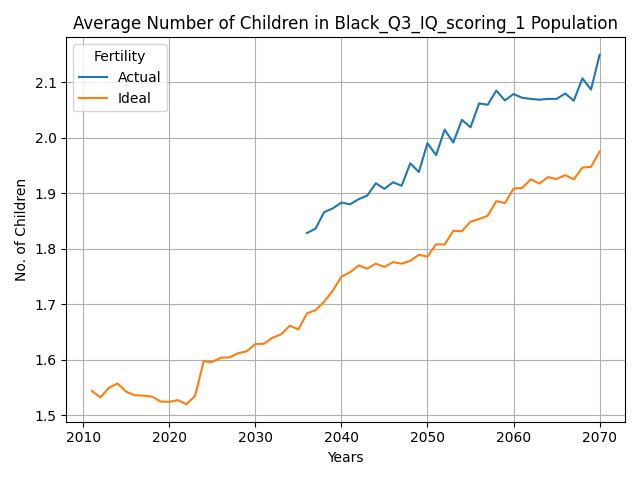 Average Number of Children in Black_Q3_IQ_scoring_1 Population
Fertility
Actual
Ideal
No. of Children
2.1
2.0
1.9
1.8
1.7
1.6
1.5
2010 2020 2030 2040 2050 2060 2070
Years